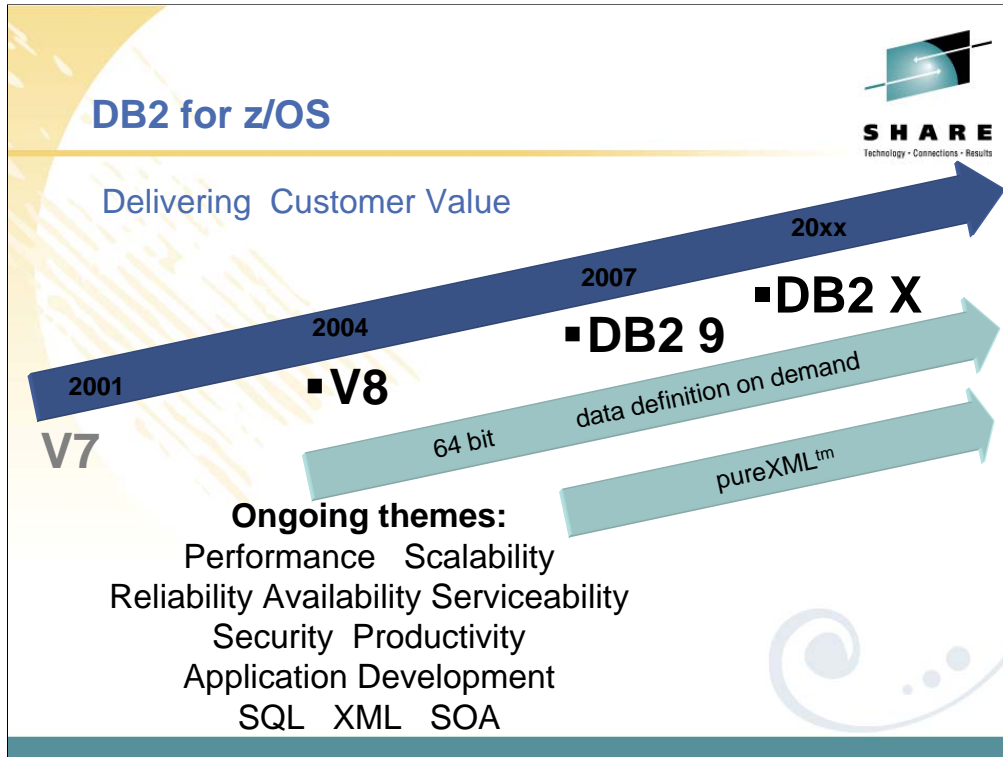 DB2 for z/OS
S H A R E
Technology · Connections · Results
Delivering Customer Value
20xx
2007
▪DB2 X
2004
▪DB2 9
2001
▪V8
data definition on demand
V7
64 bit
pureXML™
Ongoing themes:
Performance Scalability
Reliability Availability Serviceability
Security Productivity
Application Development
SQL XML SOA